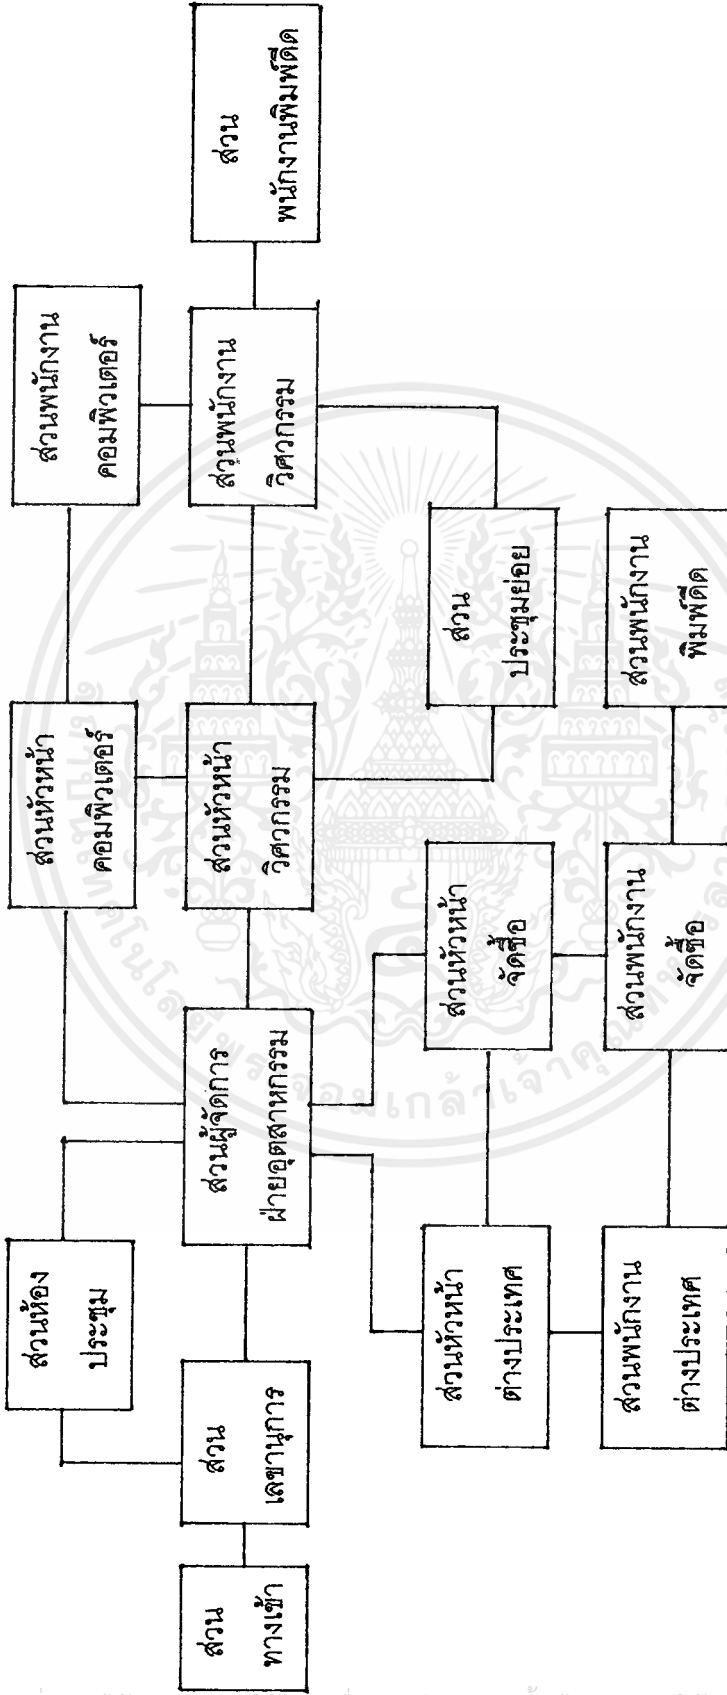 ส่วน
ทางเข้า
ส่วน
เลขานุการ
ส่วนห้อง
ประชุม
ส่วนผู้จัดการ
ฝ่ายอุตสาหกรรม
ส่วนหัวหน้า
คอมพิวเตอร์
ส่วนหัวหน้า
วิศวกรรม
ส่วนพนักงาน
คอมพิวเตอร์
ส่วนพนักงาน
วิศวกรรม
ส่วน
พนักงานพิมพ์ดีด
ส่วน
ประชุมย่อย
ส่วนหัวหน้า
ต่างประเทศ
ส่วนหัวหน้า
จัดซื้อ
ส่วนพนักงาน
ต่างประเทศ
ส่วนพนักงาน
จัดซื้อ
ส่วนพนักงาน
พิมพ์ดีด